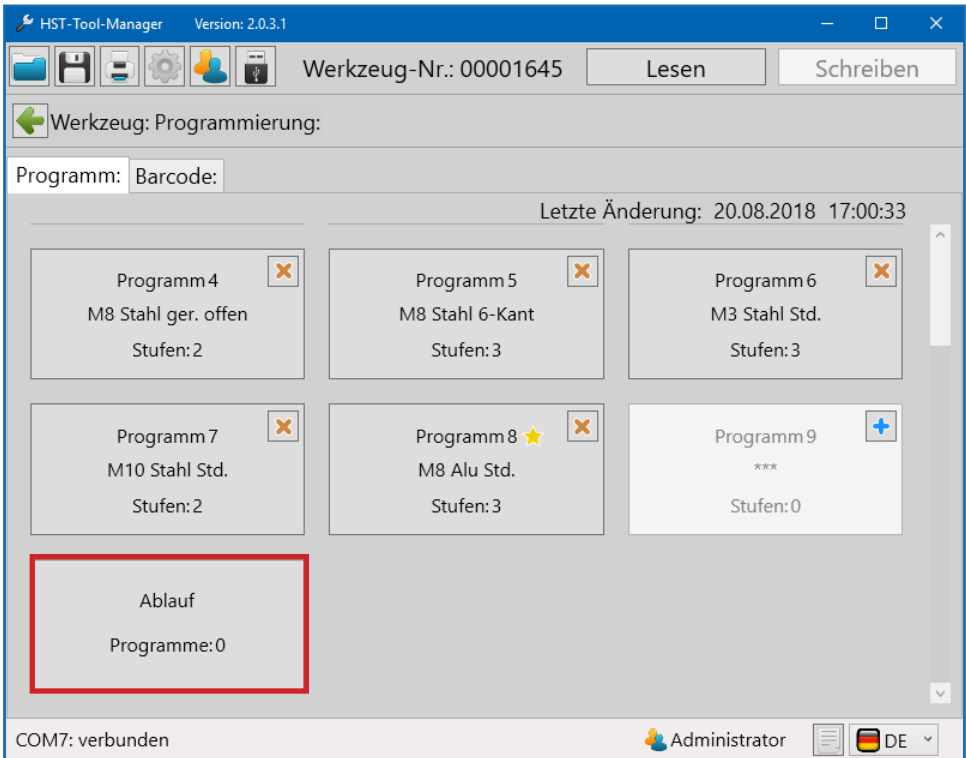 HST-Tool-Manager Version: 2.0.3.1
Werkzeug-Nr.: 00001645 Lesen Schreiben
Werkzeug: Programmierung:
Programm: Barcode:
Letzte Änderung: 20.08.2018 17:00:33
Programm 4
M8 Stahl ger. offen
Stufen: 2
Programm 5
M8 Stahl 6-Kant
Stufen: 3
Programm 6
M3 Stahl Std.
Stufen: 3
Programm 7
M10 Stahl Std.
Stufen: 2
Programm 8
M8 Alu Std.
Stufen: 3
Programm 9
***
Stufen: 0
Ablauf
Programme: 0
COM7: verbunden Administrator DE